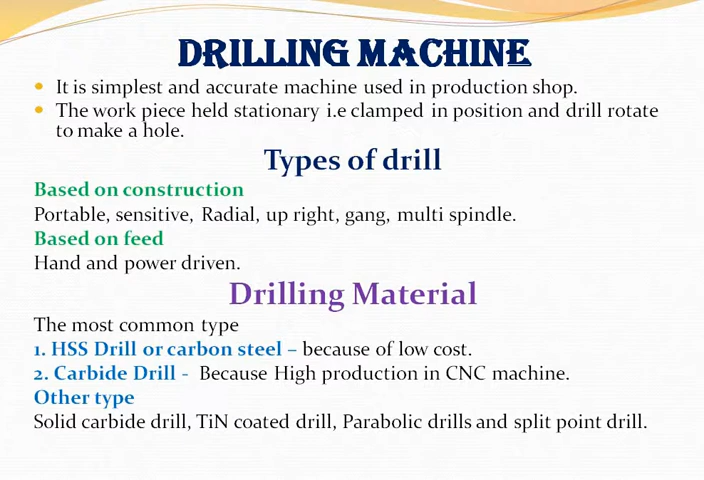 DRILLING MACHINE
It is simplest and accurate machine used in production shop.
The work piece held stationary i.e clamped in position and drill rotate
to make a hole.
Types of drill
Based on construction
Portable, sensitive, Radial, up right, gang, multi spindle.
Based on feed
Hand and power driven.
Drilling Material
The most common type
1. HSS Drill or carbon steel – because of low cost.
2. Carbide Drill - Because High production in CNC machine.
Other type
Solid carbide drill, TiN coated drill, Parabolic drills and split point drill.